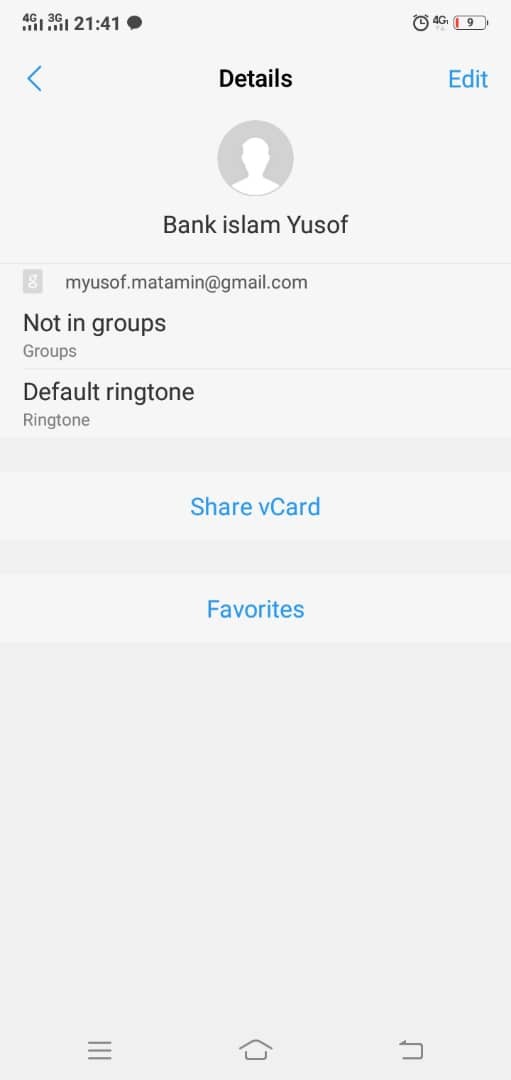 4G 3G 21:41 4G 9
Details Edit
Bank islam Yusof
g myusof.matamin@gmail.com
Not in groups
Groups
Default ringtone
Ringtone
Share vCard
Favorites